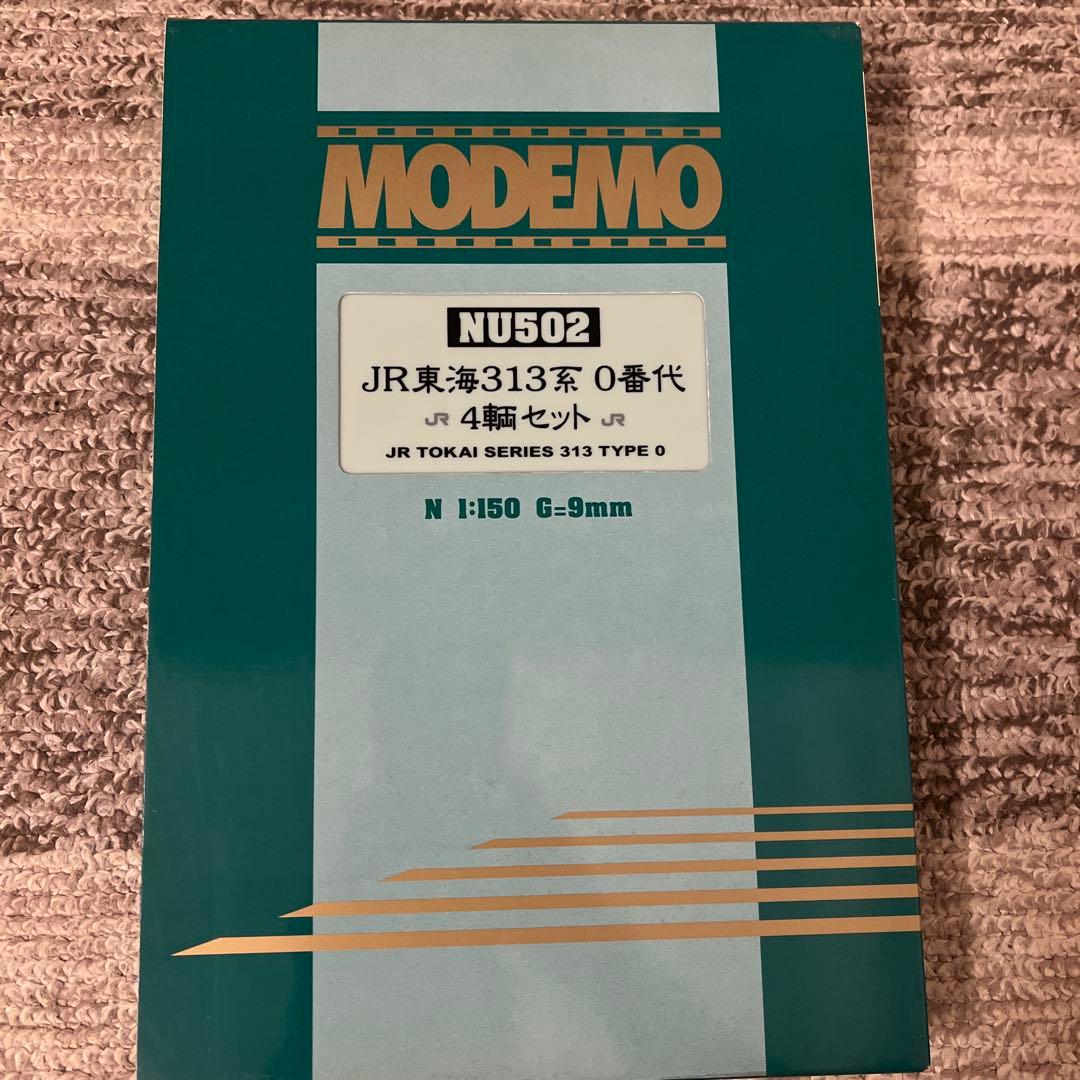 MODEMO
NU502
JR東海313系 0番代
JR 4輌セット JR
JR TOKAI SERIES 313 TYPE 0
N 1:150 G=9mm